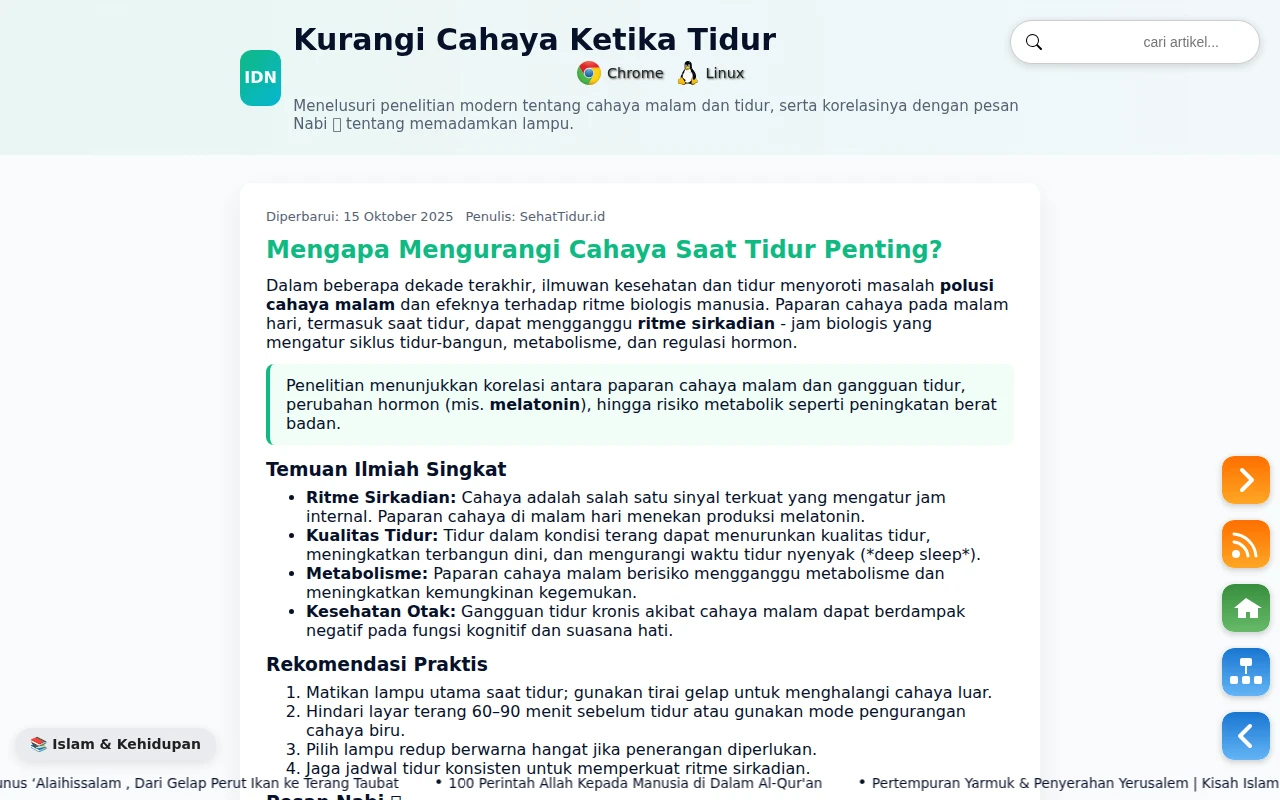 Kurangi Cahaya Ketika Tidur
IDN
Chrome Linux
Menelusuri penelitian modern tentang cahaya malam dan tidur, serta korelasinya dengan pesan
Nabi tentang memadamkan lampu.
cari artikel...
Diperbarui: 15 Oktober 2025 Penulis: SehatTidur.id
Mengapa Mengurangi Cahaya Saat Tidur Penting?
Dalam beberapa dekade terakhir, ilmuwan kesehatan dan tidur menyoroti masalah polusi
cahaya malam dan efeknya terhadap ritme biologis manusia. Paparan cahaya pada malam
hari, termasuk saat tidur, dapat mengganggu ritme sirkadian - jam biologis yang
mengatur siklus tidur-bangun, metabolisme, dan regulasi hormon.
Penelitian menunjukkan korelasi antara paparan cahaya malam dan gangguan tidur,
perubahan hormon (mis. melatonin), hingga risiko metabolik seperti peningkatan berat
badan.
Temuan Ilmiah Singkat
• Ritme Sirkadian: Cahaya adalah salah satu sinyal terkuat yang mengatur jam
internal. Paparan cahaya di malam hari menekan produksi melatonin.
• Kualitas Tidur: Tidur dalam kondisi terang dapat menurunkan kualitas tidur,
meningkatkan terbangun dini, dan mengurangi waktu tidur nyenyak (*deep sleep*).
• Metabolisme: Paparan cahaya malam berisiko mengganggu metabolisme dan
meningkatkan kemungkinan kegemukan.
• Kesehatan Otak: Gangguan tidur kronis akibat cahaya malam dapat berdampak
negatif pada fungsi kognitif dan suasana hati.
Rekomendasi Praktis
1. Matikan lampu utama saat tidur; gunakan tirai gelap untuk menghalangi cahaya luar.
2. Hindari layar terang 60–90 menit sebelum tidur atau gunakan mode pengurangan
cahaya biru.
3. Pilih lampu redup berwarna hangat jika penerangan diperlukan.
4. Jaga jadwal tidur konsisten untuk memperkuat ritme sirkadian.
Pesan Nabi
📚 Islam & Kehidupan
unus ‘Alaihissalam , Dari Gelap Perut Ikan ke Terang Taubat • 100 Perintah Allah Kepada Manusia di Dalam Al-Qur'an • Pertempuran Yarmuk & Penyerahan Yerusalem | Kisah Islam